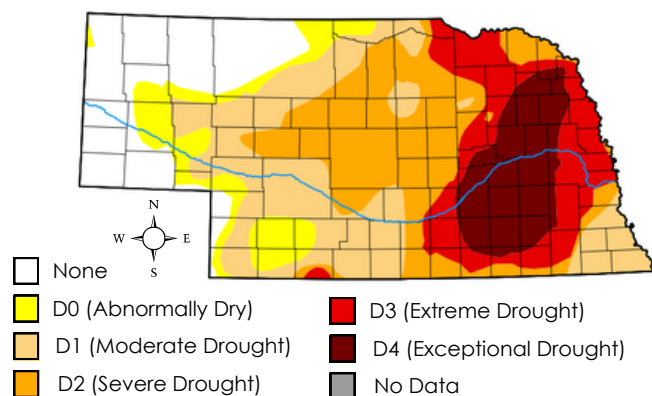 N
W E
S
None
D0 (Abnormally Dry)
D3 (Extreme Drought)
D1 (Moderate Drought)
D4 (Exceptional Drought)
D2 (Severe Drought)
No Data